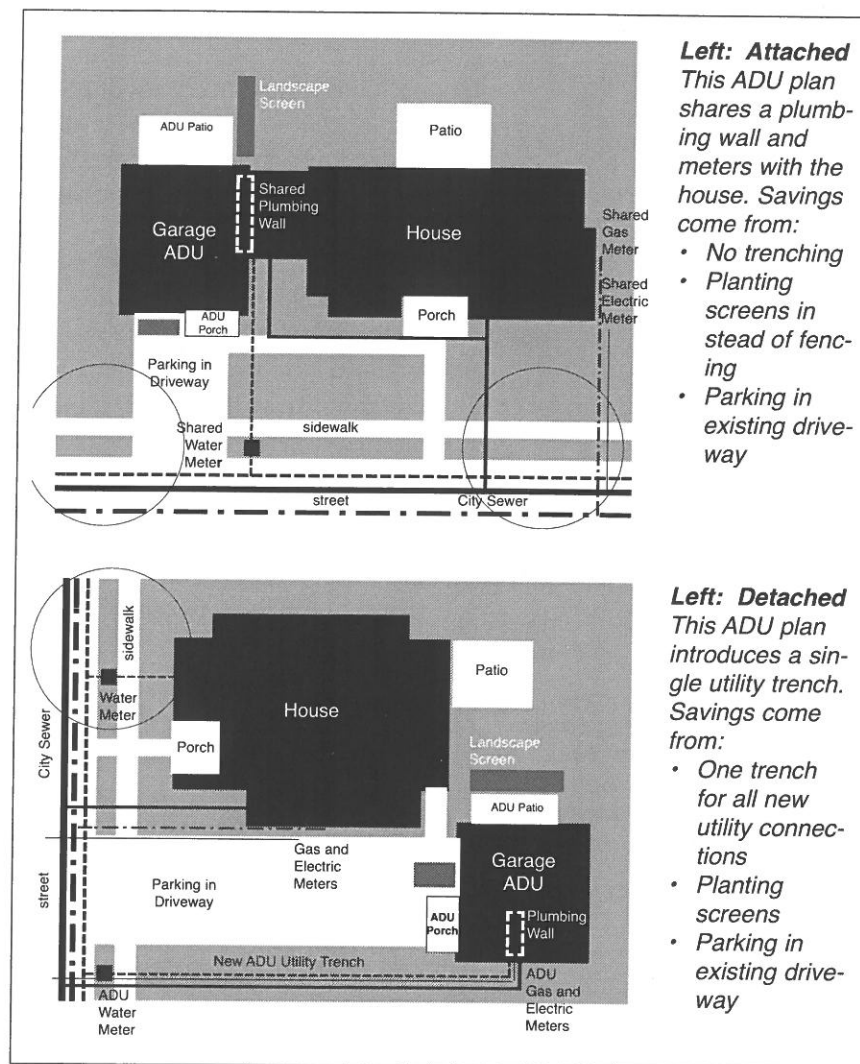 Landscape
Screen
ADU Patio
Patio
Shared
Plumbing
Wall
Garage
ADU
House
Shared
Gas
Meter
Shared
Electric
Meter
ADU
Porch
Porch
Parking in
Driveway
Shared
Water
Meter
sidewalk
street
City Sewer
Left: Attached
This ADU plan
shares a plumb-
ing wall and
meters with the
house. Savings
come from:
• No trenching
• Planting
screens in
stead of fenc-
ing
• Parking in
existing drive-
way
sidewalk
Water
Meter
City Sewer
House
Patio
Porch
Landscape
Screen
ADU Patio
Gas and
Electric
Meters
Garage
ADU
street
Parking in
Driveway
ADU
Porch
Plumbing
Wall
New ADU Utility Trench
ADU
Water
Meter
ADU
Gas and
Electric
Meters
Left: Detached
This ADU plan
introduces a sin-
gle utility trench.
Savings come
from:
• One trench
for all new
utility connec-
tions
• Planting
screens
• Parking in
existing drive-
way